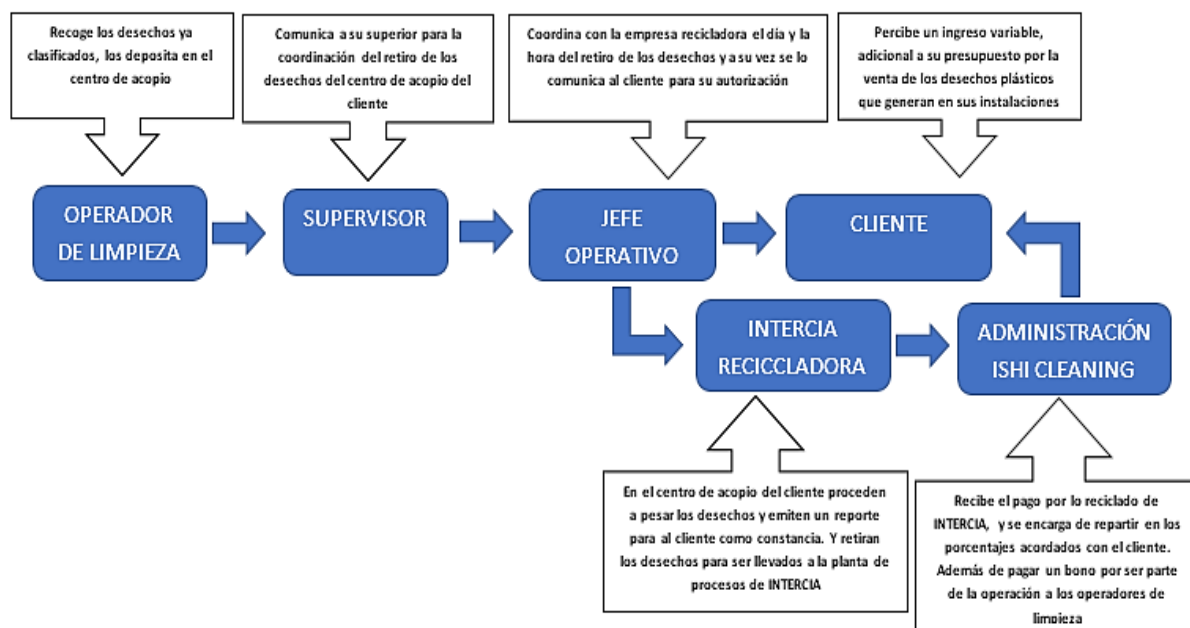 Recoge los desechos ya
clasificados, los deposita en el
centro de acopio
Comunica a su superior para la
coordinación del retiro de los
desechos del centro de acopio del
cliente
Coordina con la empresa recicladora el día y la
hora del retiro de los desechos y a su vez se lo
comunica al cliente para su autorización
Percibe un ingreso variable,
adicional a su presupuesto por la
venta de los desechos plásticos
que generan en sus instalaciones
OPERADOR
DE LIMPIEZA
SUPERVISOR
JEFE
OPERATIVO
CLIENTE
INTERCIA
RECICCLADORA
ADMINISTRACIÓN
ISHI CLEANING
En el centro de acopio del cliente proceden
a pesar los desechos y emiten un reporte
para al cliente como constancia. Y retiran
los desechos para ser llevados a la planta de
procesos de INTERCIA
Recibe el pago por lo reciclado de
INTERCIA, y se encarga de repartir en los
porcentajes acordados con el cliente.
Además de pagar un bono por ser parte
de la operación a los operadores de
limpieza